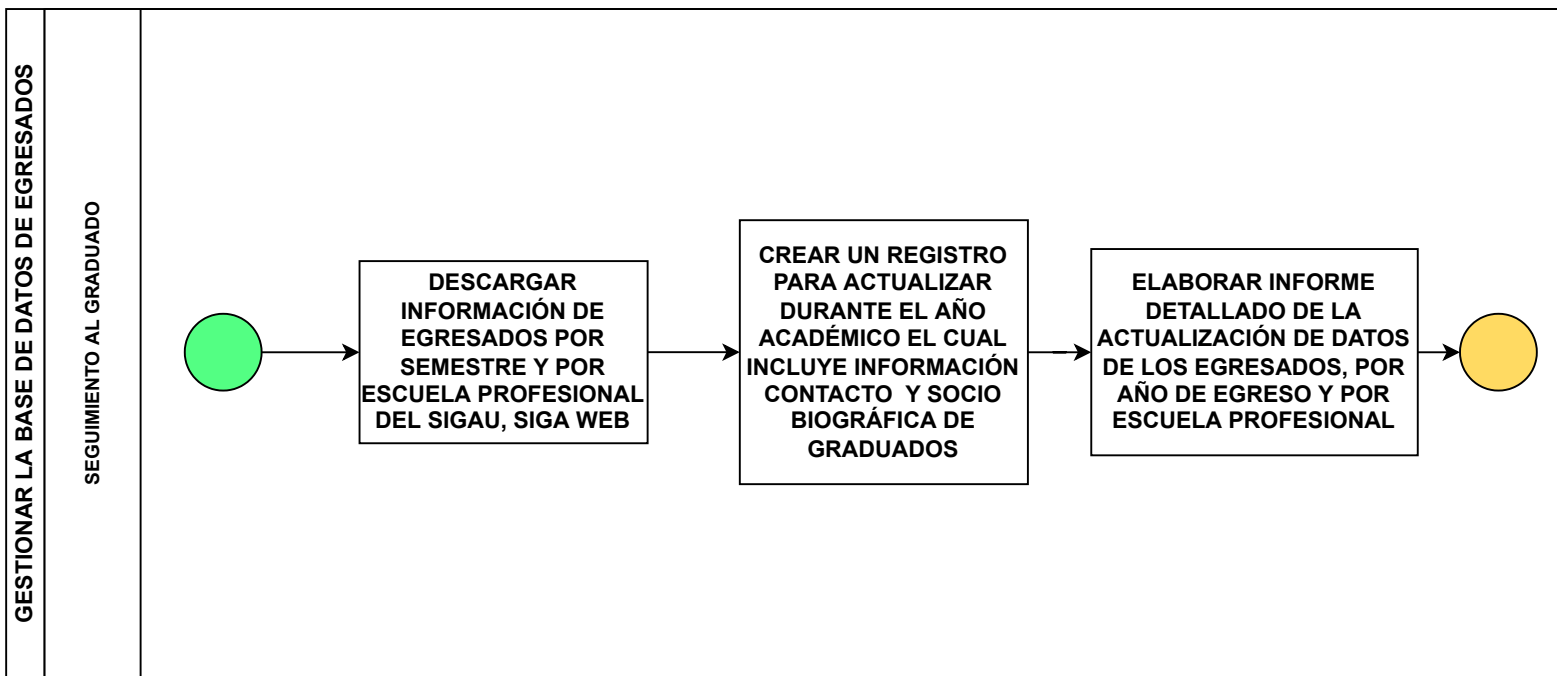 GESTIONAR LA BASE DE DATOS DE EGRESADOS
SEGUIMIENTO AL GRADUADO
DESCARGAR
INFORMACIÓN DE
EGRESADOS POR
SEMESTRE Y POR
ESCUELA PROFESIONAL
DEL SIGAU, SIGA WEB
CREAR UN REGISTRO
PARA ACTUALIZAR
DURANTE EL AÑO
ACADÉMICO EL CUAL
INCLUYE INFORMACIÓN
CONTACTO Y SOCIO
BIOGRÁFICA DE
GRADUADOS
ELABORAR INFORME
DETALLADO DE LA
ACTUALIZACIÓN DE DATOS
DE LOS EGRESADOS, POR
AÑO DE EGRESO Y POR
ESCUELA PROFESIONAL